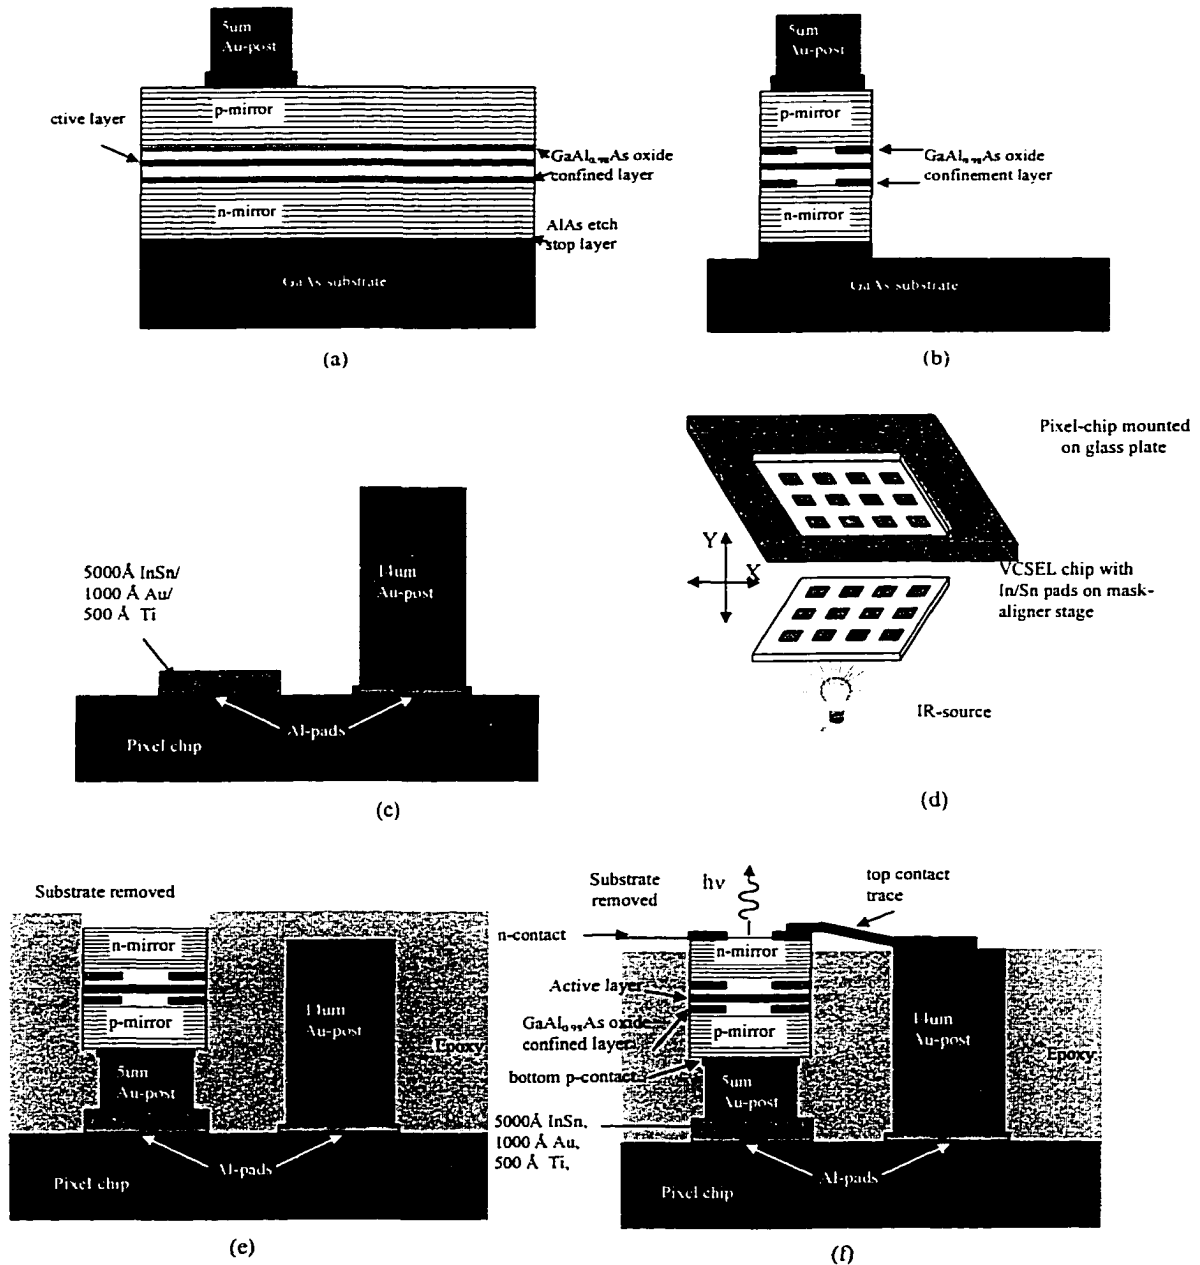 5um
Au-post
p-mirror
ctive layer
GaAl₀.₉₈As oxide
confined layer
n-mirror
AlAs etch
stop layer
GaAs substrate
(a)
5um
Au-post
p-mirror
GaAl₀.₉₈As oxide
confinement layer
n-mirror
GaAs substrate
(b)
5000Å InSn/
1000 Å Au/
500 Å Ti
14um
Au-post
Al-pads
Pixel chip
(c)
Pixel-chip mounted
on glass plate
Y
X
VCSEL chip with
In/Sn pads on mask-
aligner stage
IR-source
(d)
Substrate removed
n-mirror
p-mirror
5um
Au-post
14um
Au-post
Epoxy
Al-pads
Pixel chip
(e)
Substrate
removed
hν
top contact
trace
n-contact
n-mirror
Active layer
GaAl₀.₉₈As oxide
confined layer
p-mirror
bottom p-contact
5um
Au-post
14um
Au-post
Epoxy
5000Å InSn,
1000 Å Au,
500 Å Ti,
Al-pads
Pixel chip
(f)